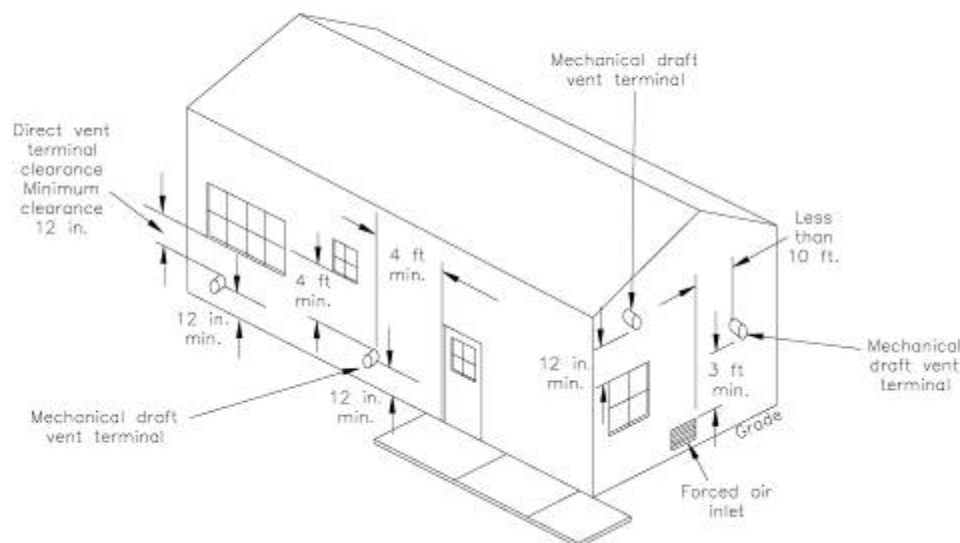 Mechanical draft
vent terminal
Direct vent
terminal
clearance
Minimum
clearance
12 in.
Less
than
10 ft.
4 ft
min.
4 ft
min.
12 in.
min.
12 in.
min.
3 ft
min.
Mechanical
draft vent
terminal
12 in.
min.
Mechanical draft
vent terminal
Grade
Forced air
inlet